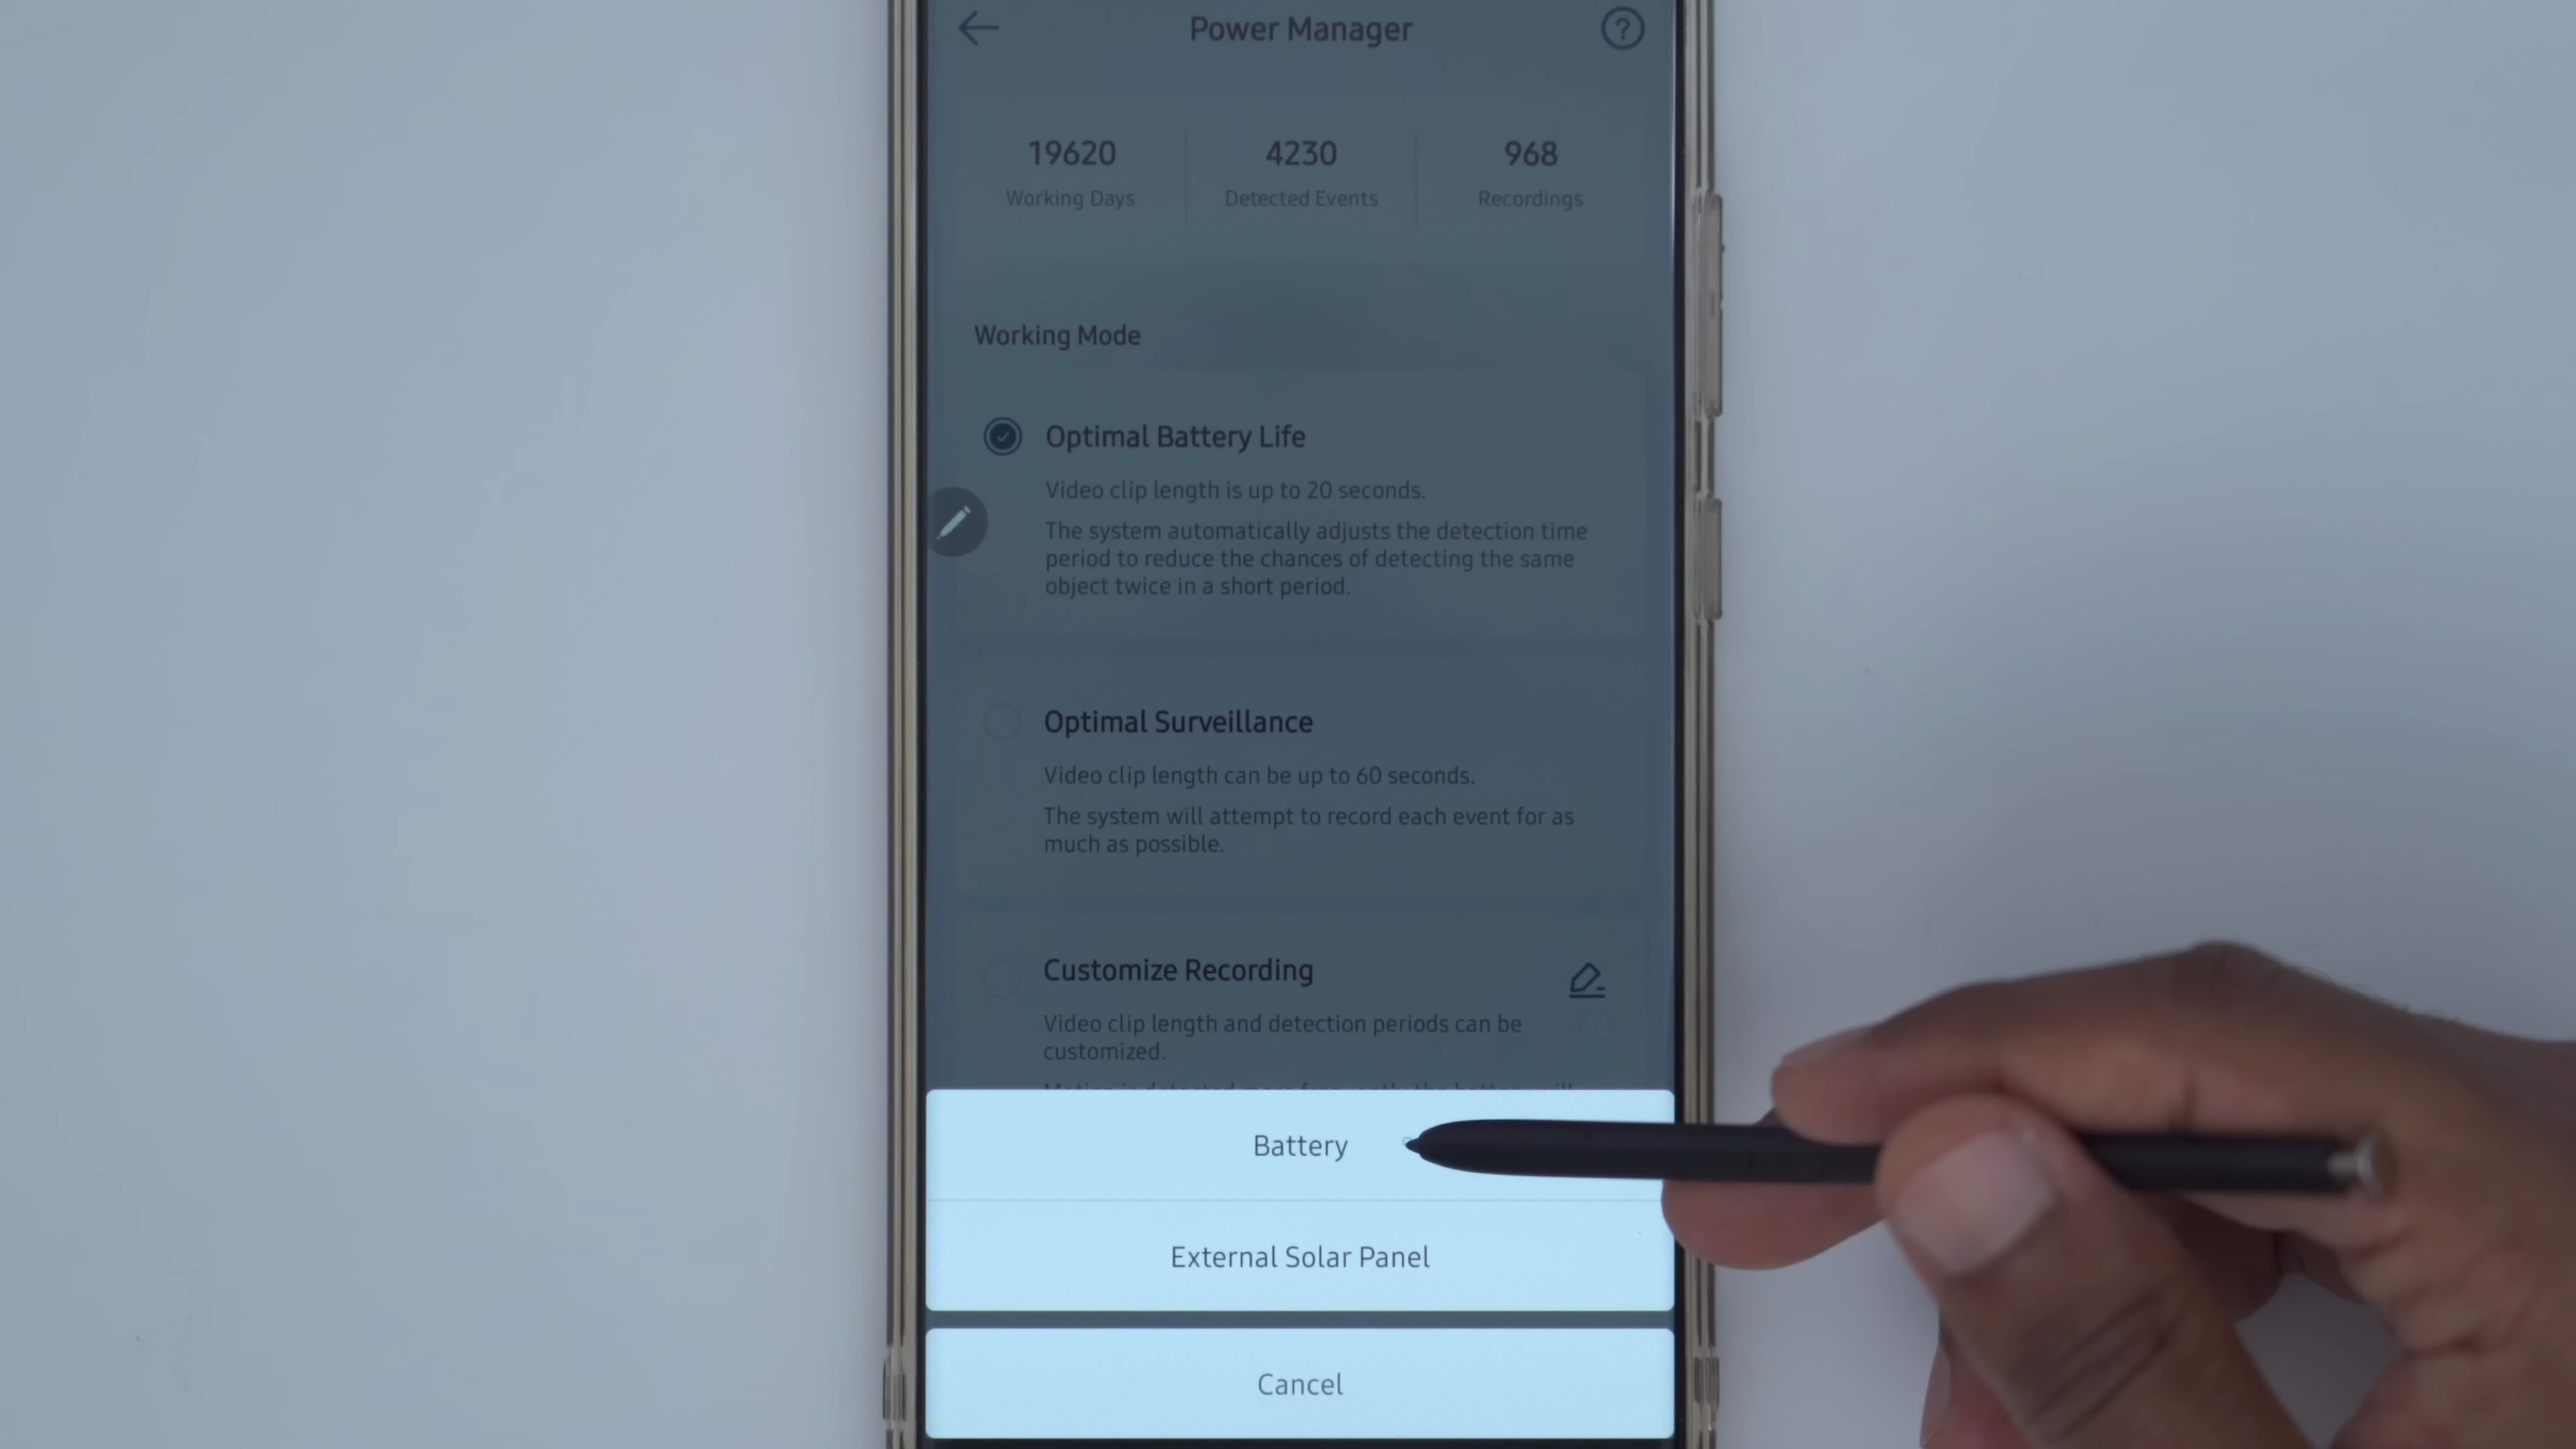 Power Manager
19620
Working Days
4230
Detected Events
968
Recordings
Working Mode
Optimal Battery Life
Video clip length is up to 20 seconds.
The system automatically adjusts the detection time
period to reduce the chances of detecting the same
object twice in a short period.
Optimal Surveillance
Video clip length can be up to 60 seconds.
The system will attempt to record each event for as
much as possible.
Customize Recording
Video clip length and detection periods can be
customized.
Battery
External Solar Panel
Cancel